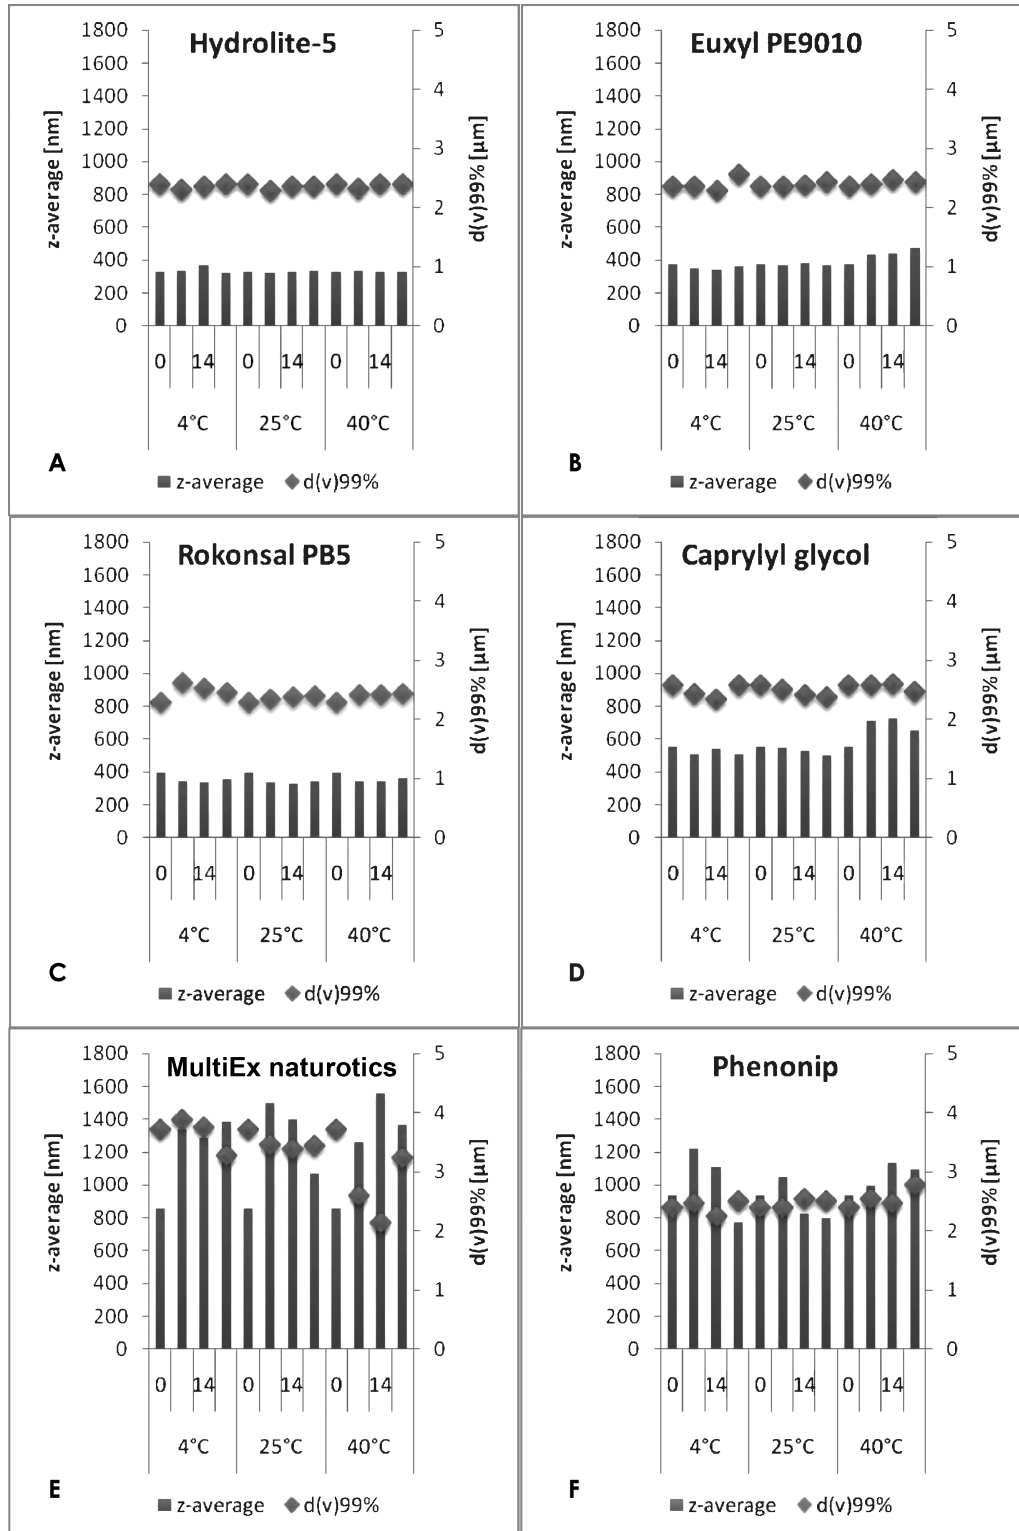 Hydrolite-5
z-average [nm]
1800
1600
1400
1200
1000
800
600
400
200
0
5
4
3
2
1
0
d(v)99% [µm]
0 14 0 14 0 14
4°C 25°C 40°C
A
z-average d(v)99%
Euxyl PE9010
z-average [nm]
1800
1600
1400
1200
1000
800
600
400
200
0
5
4
3
2
1
0
d(v)99% [µm]
0 14 0 14 0 14
4°C 25°C 40°C
B
z-average d(v)99%
Rokonsal PB5
z-average [nm]
1800
1600
1400
1200
1000
800
600
400
200
0
5
4
3
2
1
0
d(v)99% [µm]
0 14 0 14 0 14
4°C 25°C 40°C
C
z-average d(v)99%
Caprylyl glycol
z-average [nm]
1800
1600
1400
1200
1000
800
600
400
200
0
5
4
3
2
1
0
d(v)99% [µm]
0 14 0 14 0 14
4°C 25°C 40°C
D
z-average d(v)99%
MultiEx naturotics
z-average [nm]
1800
1600
1400
1200
1000
800
600
400
200
0
5
4
3
2
1
0
d(v)99% [µm]
0 14 0 14 0 14
4°C 25°C 40°C
E
z-average d(v)99%
Phenonip
z-average [nm]
1800
1600
1400
1200
1000
800
600
400
200
0
5
4
3
2
1
0
d(v)99% [µm]
0 14 0 14 0 14
4°C 25°C 40°C
F
z-average d(v)99%